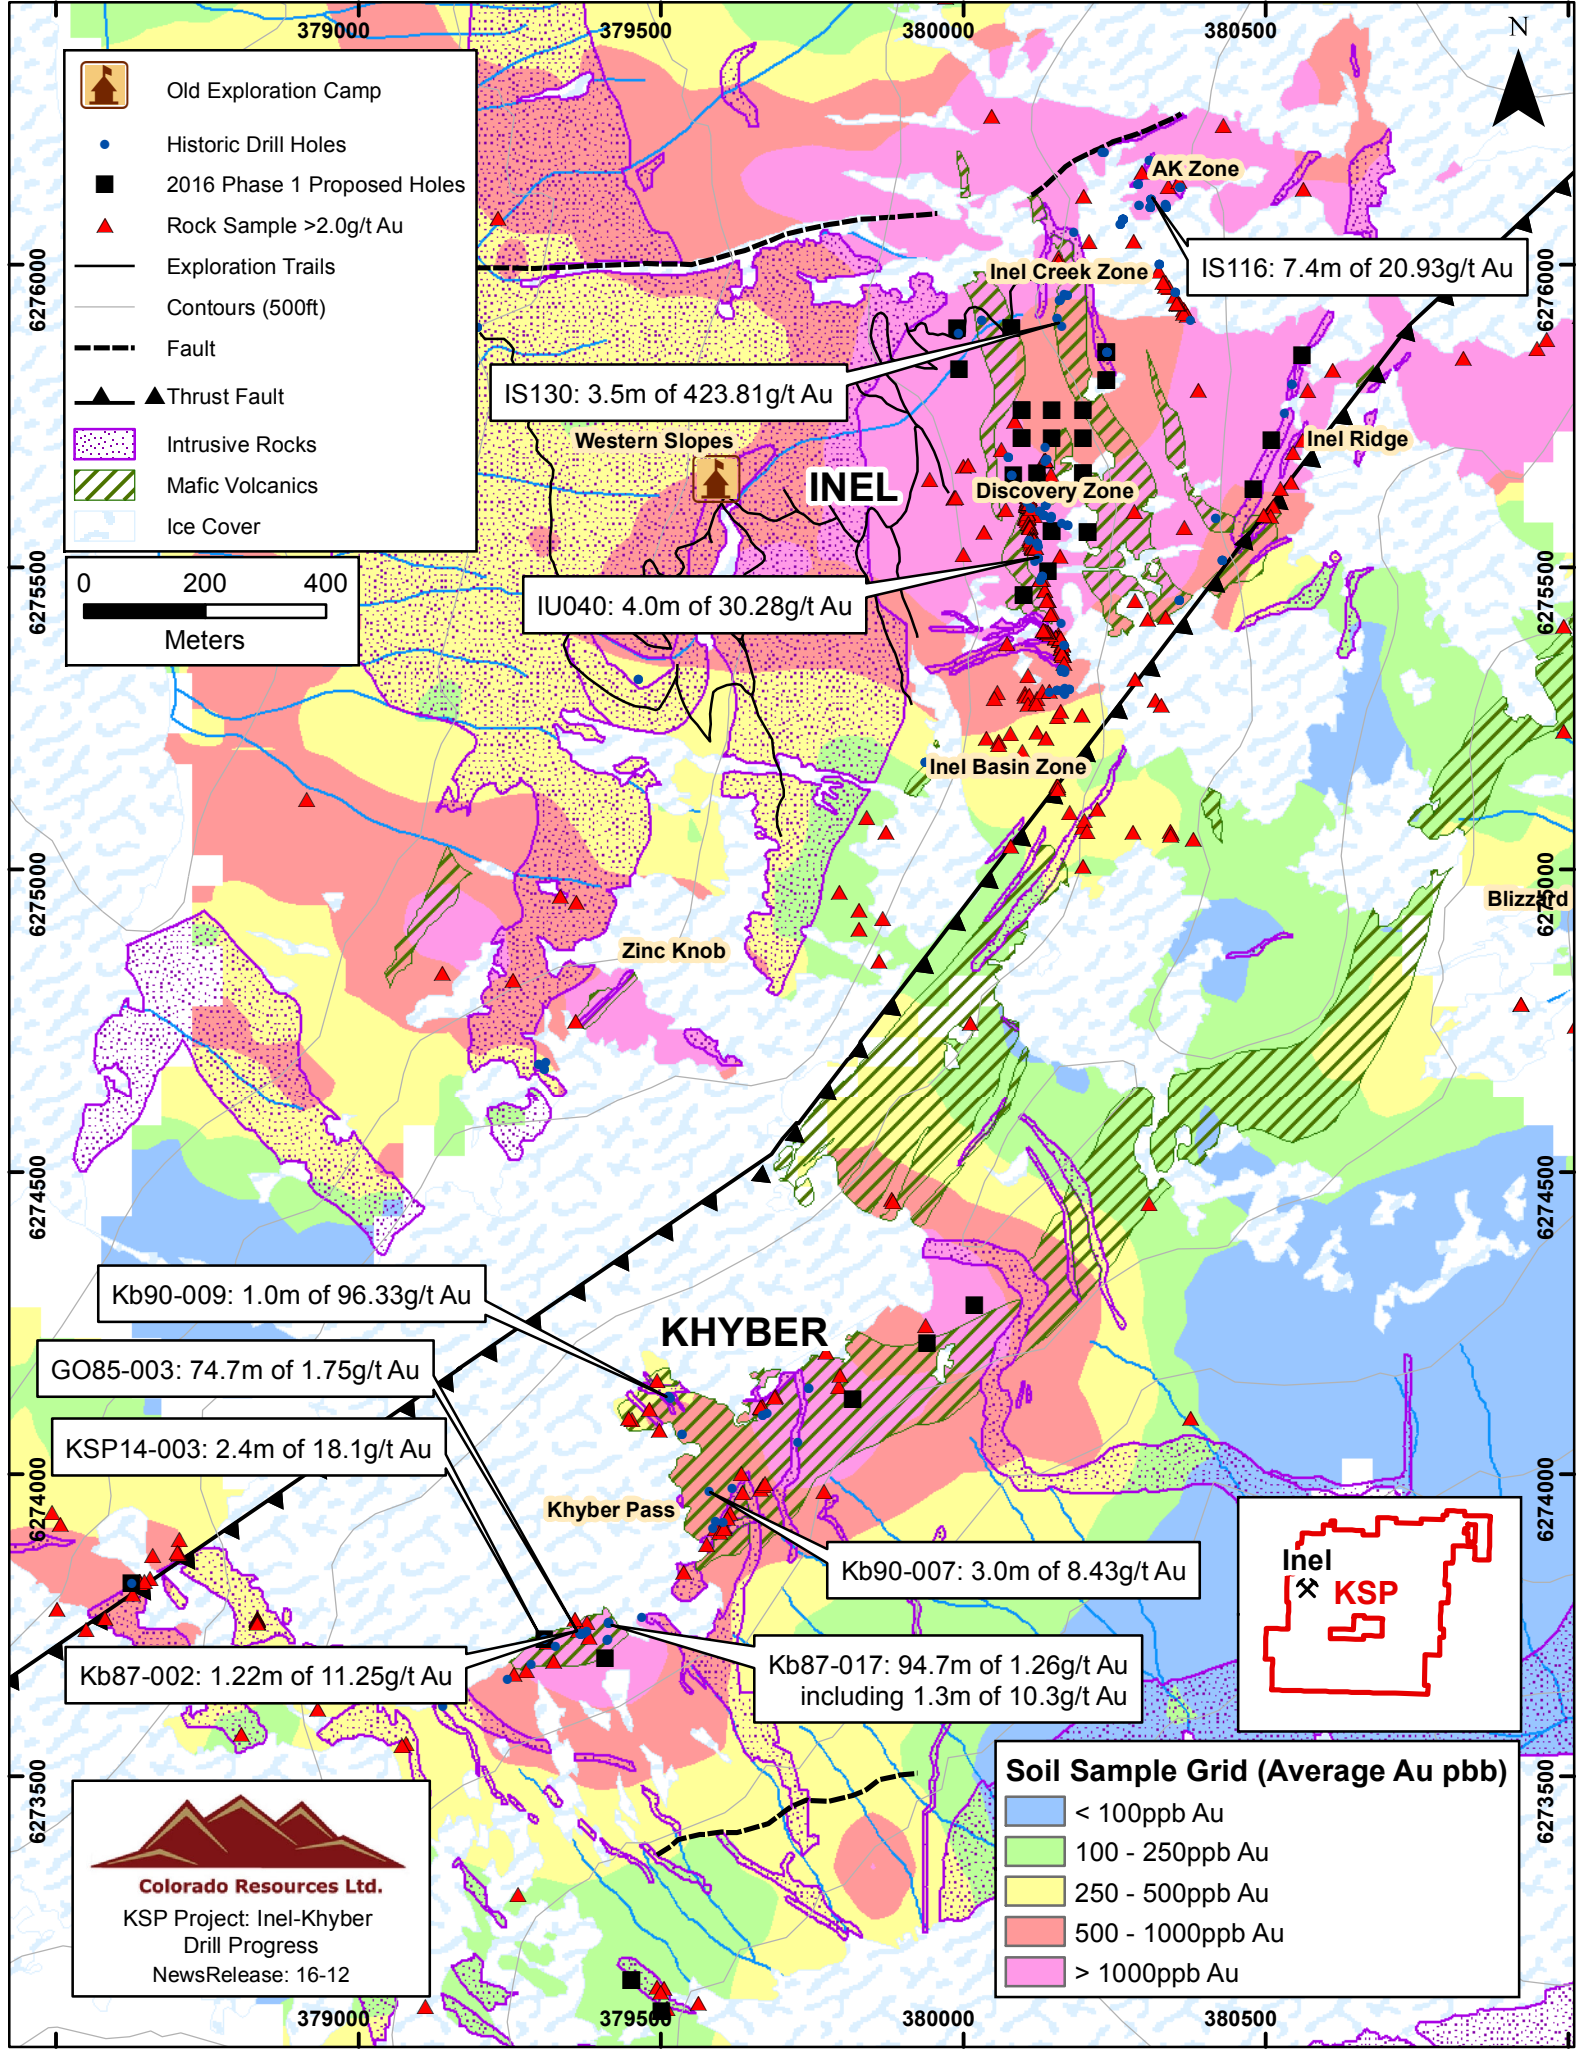 379000
379500
380000
380500
N
Old Exploration Camp
Historic Drill Holes
2016 Phase 1 Proposed Holes
Rock Sample >2.0g/t Au
Exploration Trails
Contours (500ft)
Fault
Thrust Fault
Intrusive Rocks
Mafic Volcanics
Ice Cover
0 200 400
Meters
AK Zone
IS116: 7.4m of 20.93g/t Au
Inel Creek Zone
6276000
6276000
IS130: 3.5m of 423.81g/t Au
Western Slopes
Inel Ridge
INEL
Discovery Zone
6275500
6275500
IU040: 4.0m of 30.28g/t Au
Inel Basin Zone
6275000
6275000
Blizzard
Zinc Knob
6274500
6274500
Kb90-009: 1.0m of 96.33g/t Au
KHYBER
GO85-003: 74.7m of 1.75g/t Au
KSP14-003: 2.4m of 18.1g/t Au
6274000
6274000
Khyber Pass
Kb90-007: 3.0m of 8.43g/t Au
Inel
KSP
Kb87-002: 1.22m of 11.25g/t Au
Kb87-017: 94.7m of 1.26g/t Au
including 1.3m of 10.3g/t Au
6273500
6273500
Soil Sample Grid (Average Au pbb)
< 100ppb Au
100 - 250ppb Au
250 - 500ppb Au
500 - 1000ppb Au
> 1000ppb Au
Colorado Resources Ltd.
KSP Project: Inel-Khyber
Drill Progress
NewsRelease: 16-12
379000
379500
380000
380500